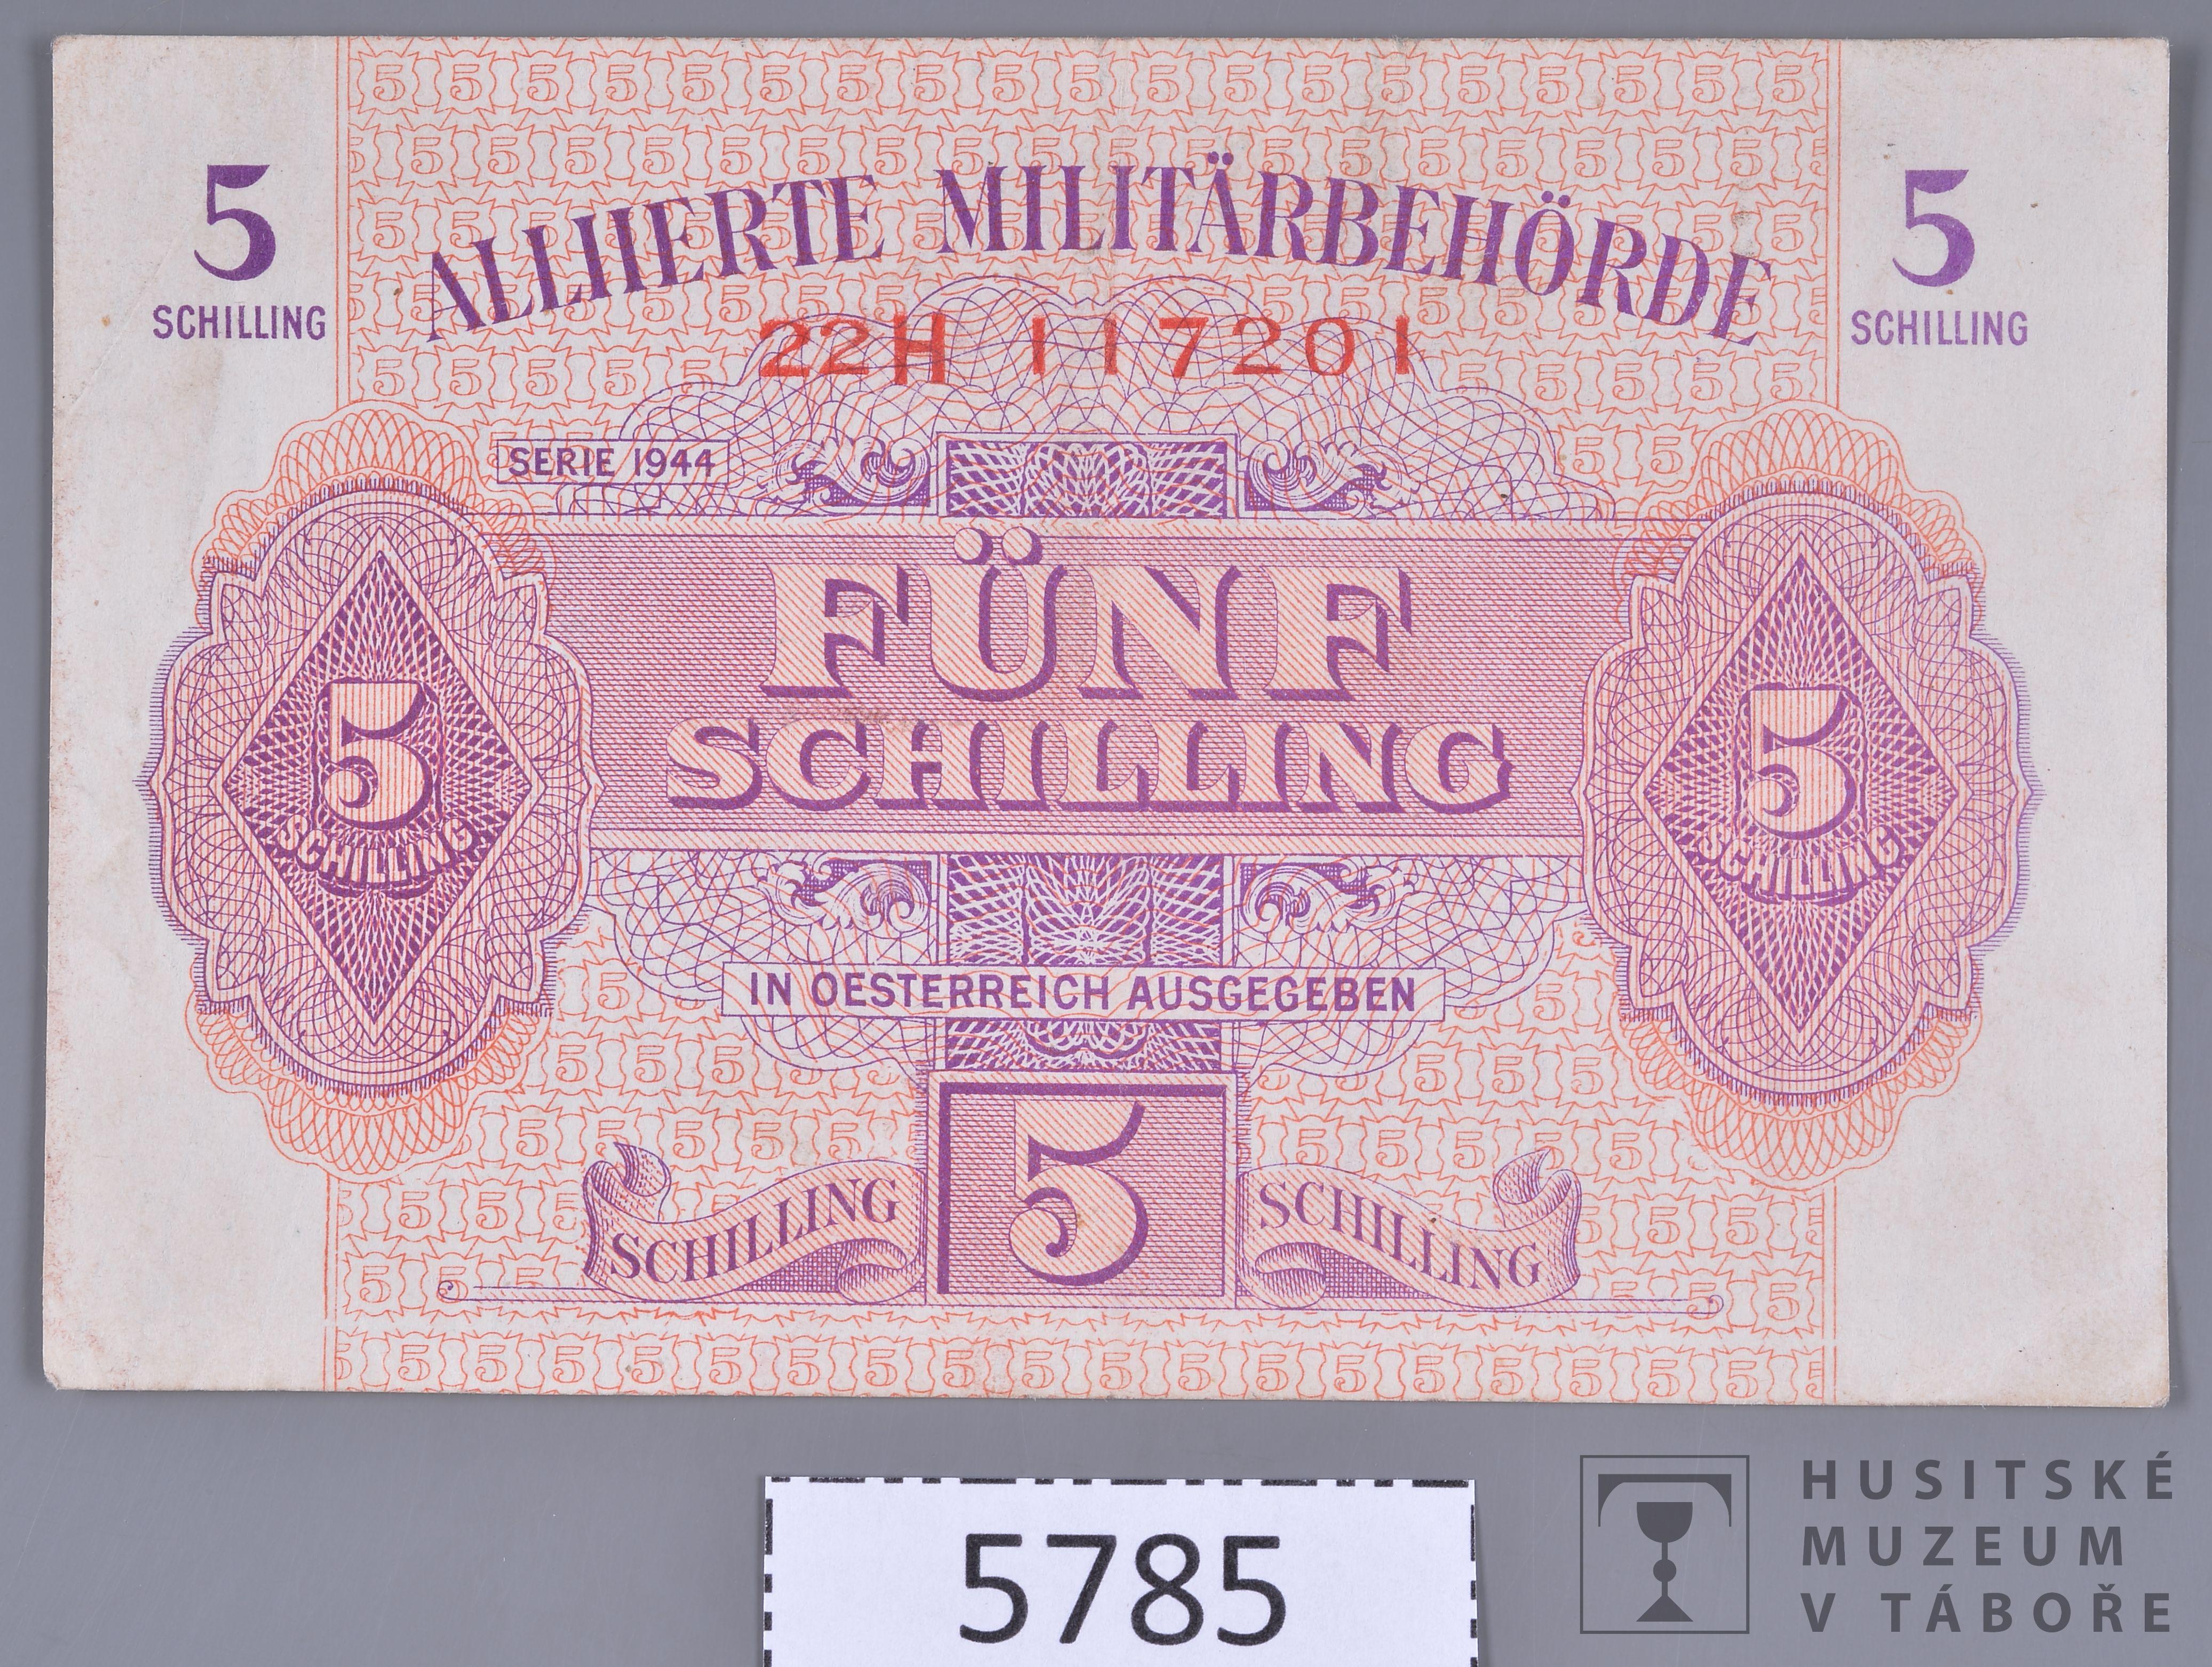 5
SCHILLING
ALLIIERTE MILITÄRBEHÖRDE
5
SCHILLING
22H 117201
SERIE 1944
FÜNF
SCHILLING
5
SCHILLING
5
SCHILLING
IN OESTERREICH AUSGEGEBEN
SCHILLING
5
SCHILLING
5785
HUSITSKÉ
MUZEUM
V TÁBOŘE